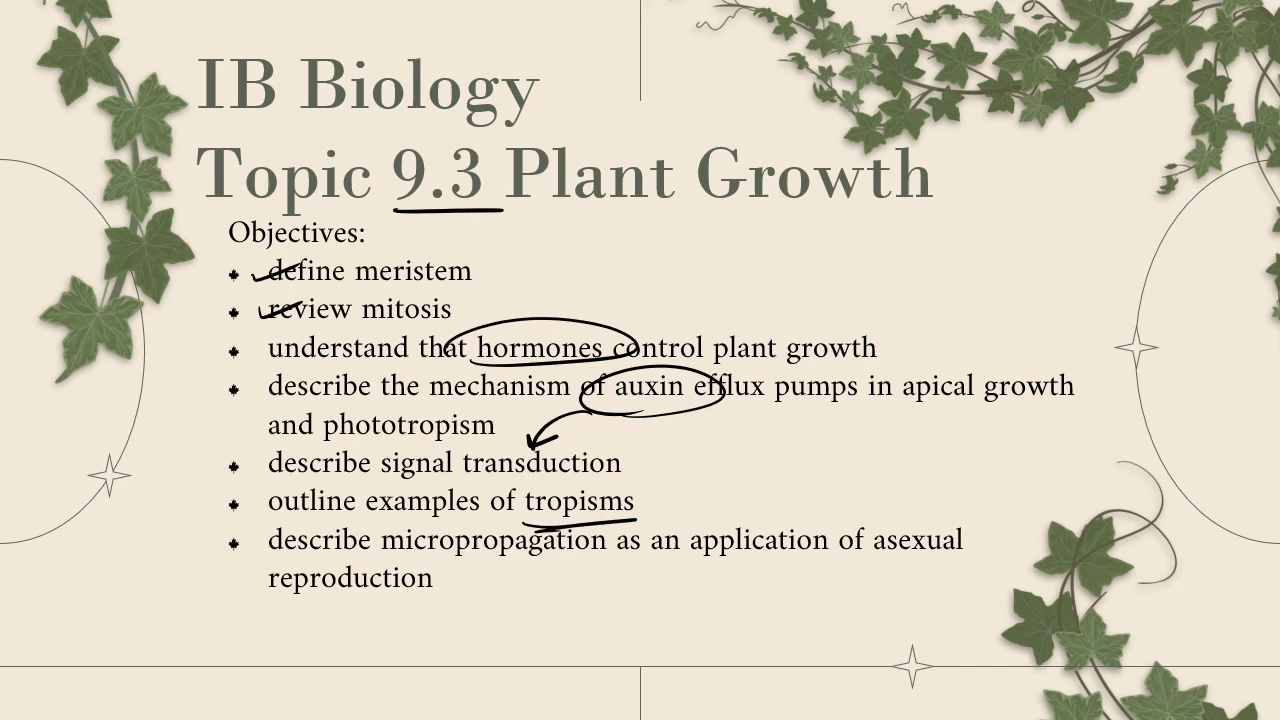 IB Biology
Topic 9.3 Plant Growth
Objectives:
define meristem
review mitosis
understand that hormones control plant growth
describe the mechanism of auxin efflux pumps in apical growth
and phototropism
describe signal transduction
outline examples of tropisms
describe micropropagation as an application of asexual
reproduction